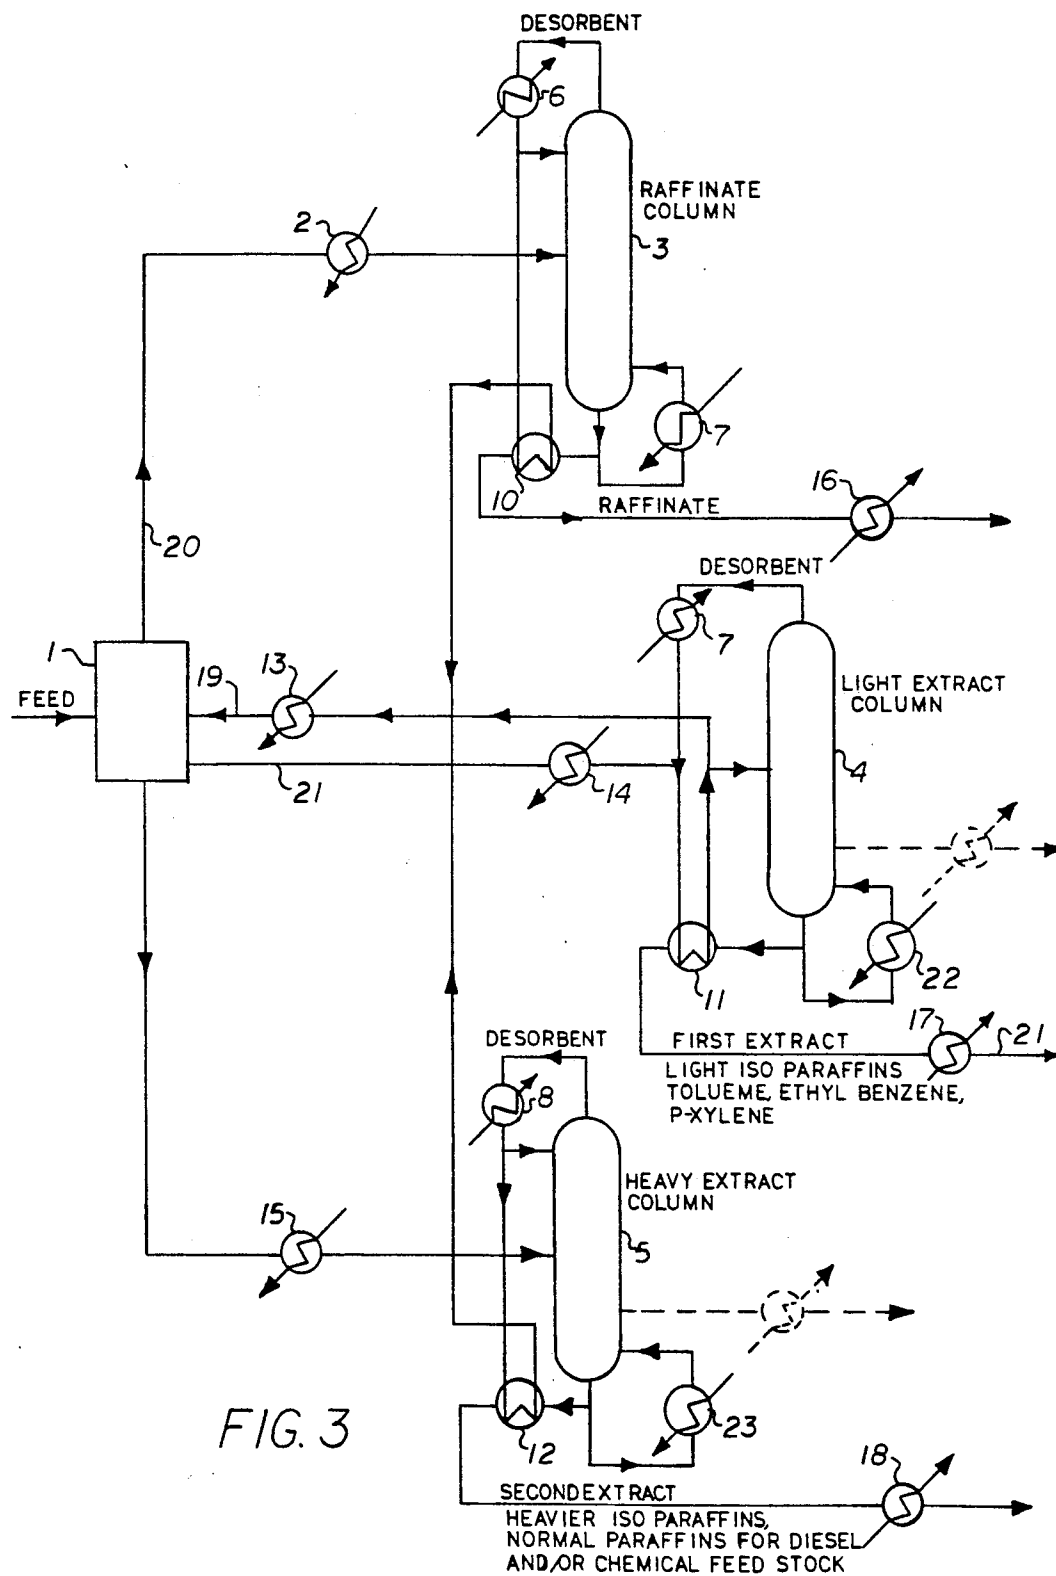 DESORBENT
6
RAFFINATE
COLUMN
2
3
7
10
RAFFINATE
16
20
DESORBENT
7
1
FEED
19
13
LIGHT EXTRACT
COLUMN
21
14
4
11
22
17
21
FIRST EXTRACT
LIGHT ISO PARAFFINS
TOLUEME, ETHYL BENZENE,
P-XYLENE
DESORBENT
8
HEAVY EXTRACT
COLUMN
15
5
FIG. 3
12
23
18
SECOND EXTRACT
HEAVIER ISO PARAFFINS,
NORMAL PARAFFINS FOR DIESEL
AND/OR CHEMICAL FEED STOCK